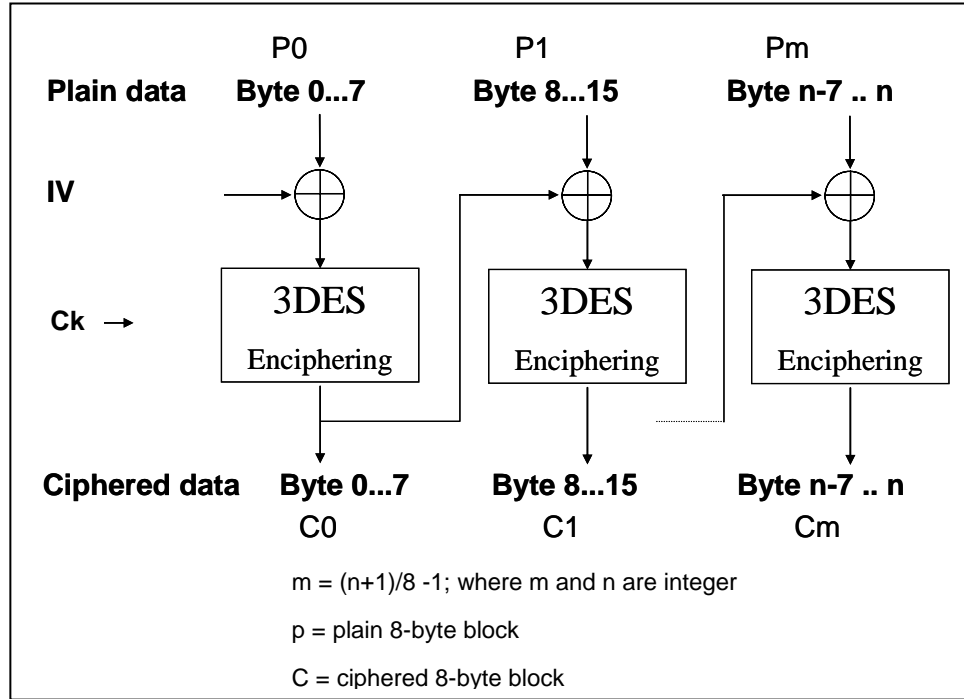 P0 P1 Pm
Plain data Byte 0...7 Byte 8...15 Byte n-7 .. n
IV
3DES 3DES 3DES
Ck
Enciphering Enciphering Enciphering
Ciphered data Byte 0...7 Byte 8...15 Byte n-7 .. n
C0 C1 Cm
m = (n+1)/8 -1; where m and n are integer
p = plain 8-byte block
C = ciphered 8-byte block